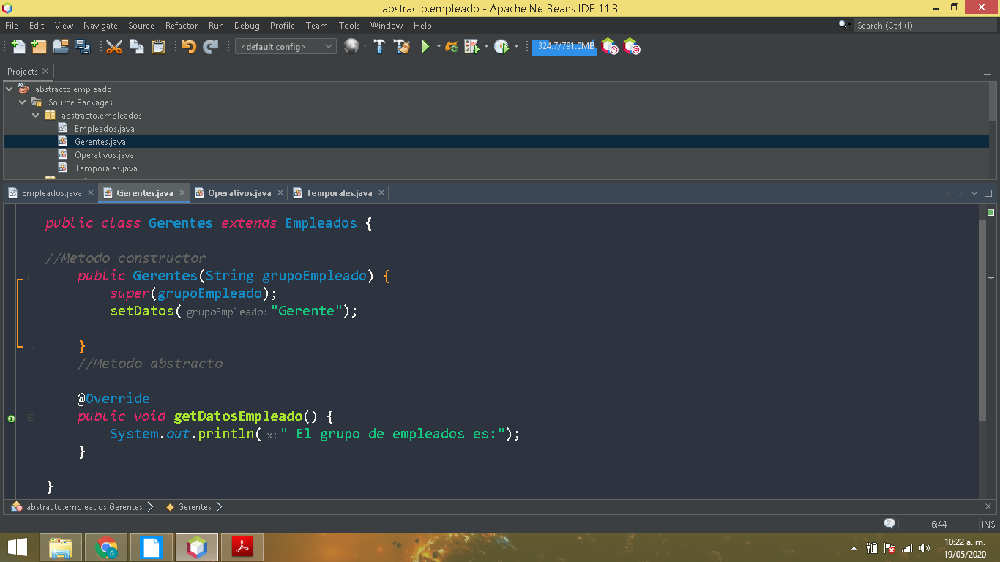 abstracto.empleado - Apache NetBeans IDE 11.3
File Edit View Navigate Source Refactor Run Debug Profile Team Tools Window Help
Search (Ctrl+I)
<default config>
324.7/791.0MB
Projects
abstracto.empleado
Source Packages
abstracto.empleados
Empleados.java
Gerentes.java
Operativos.java
Temporales.java
Empleados.java Gerentes.java Operativos.java Temporales.java
public class Gerentes extends Empleados {
//Metodo constructor
public Gerentes(String grupoEmpleado) {
super(grupoEmpleado);
setDatos( grupoEmpleado: "Gerente");
}
//Metodo abstracto
@Override
public void getDatosEmpleado() {
System.out.println( x: " El grupo de empleados es:");
}
}
abstracto.empleados.Gerentes Gerentes
6:44 INS
10:22 a. m.
19/05/2020